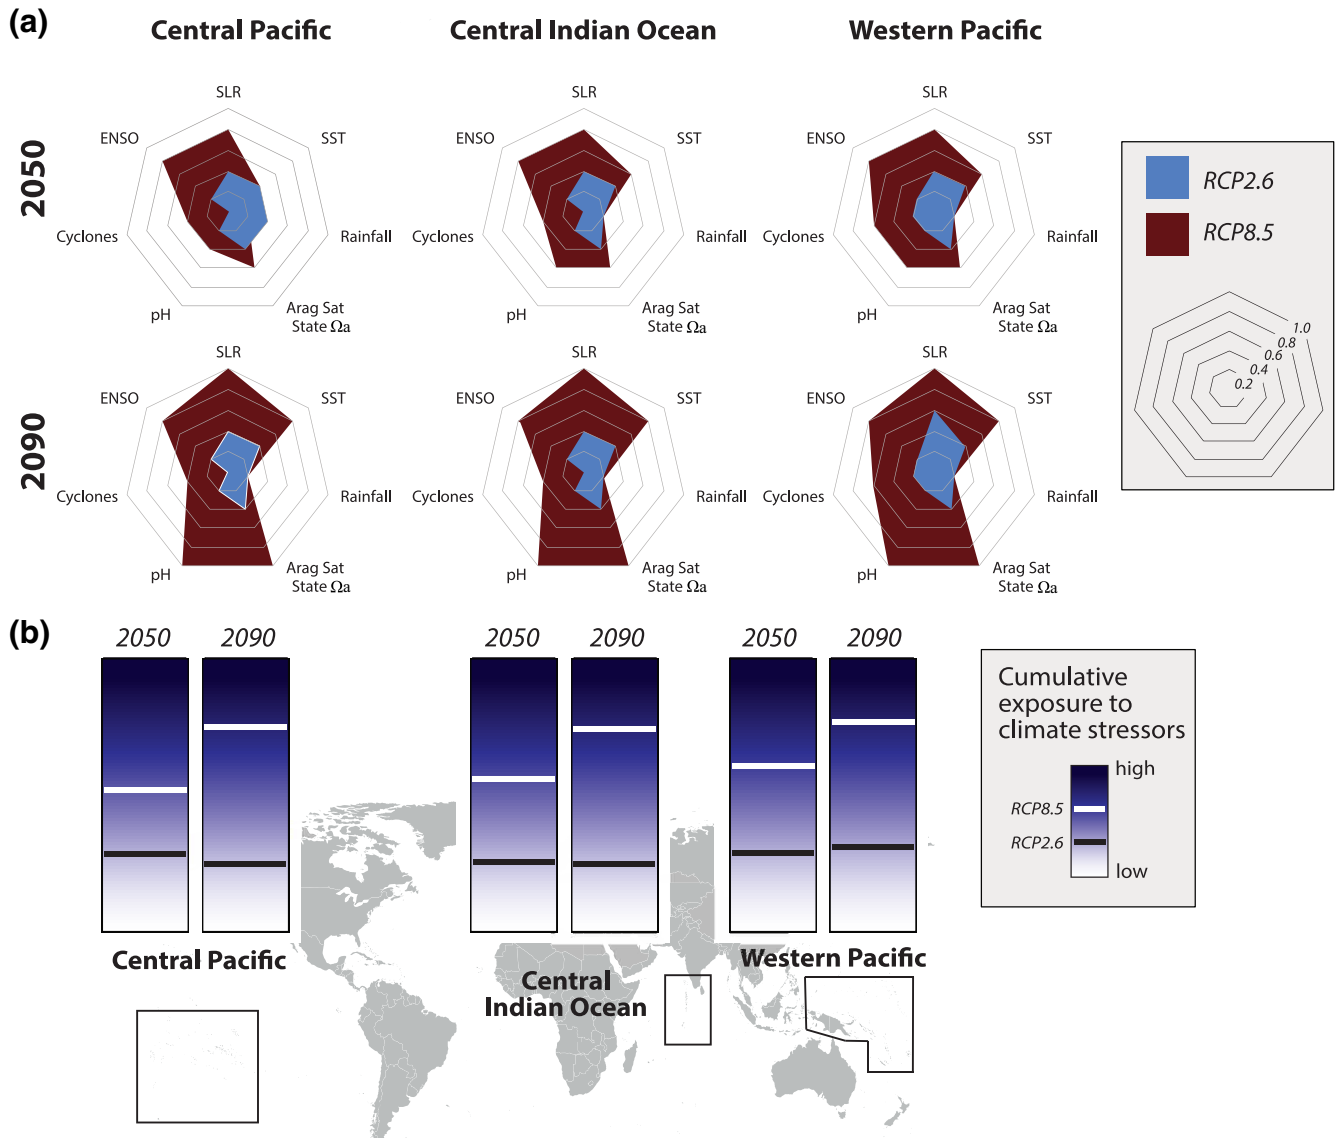 (a)
Central Pacific
Central Indian Ocean
Western Pacific
2050
SLR
SST
Rainfall
Arag Sat
State Ωa
pH
Cyclones
ENSO
SLR
SST
Rainfall
Arag Sat
State Ωa
pH
Cyclones
ENSO
SLR
SST
Rainfall
Arag Sat
State Ωa
pH
Cyclones
ENSO
RCP2.6
RCP8.5
1.0
0.8
0.6
0.4
0.2
2090
SLR
SST
Rainfall
Arag Sat
State Ωa
pH
Cyclones
ENSO
SLR
SST
Rainfall
Arag Sat
State Ωa
pH
Cyclones
ENSO
SLR
SST
Rainfall
Arag Sat
State Ωa
pH
Cyclones
ENSO
(b)
2050
2090
2050
2090
2050
2090
Cumulative
exposure to
climate stressors
high
RCP8.5
RCP2.6
low
Central Pacific
Central
Indian Ocean
Western Pacific